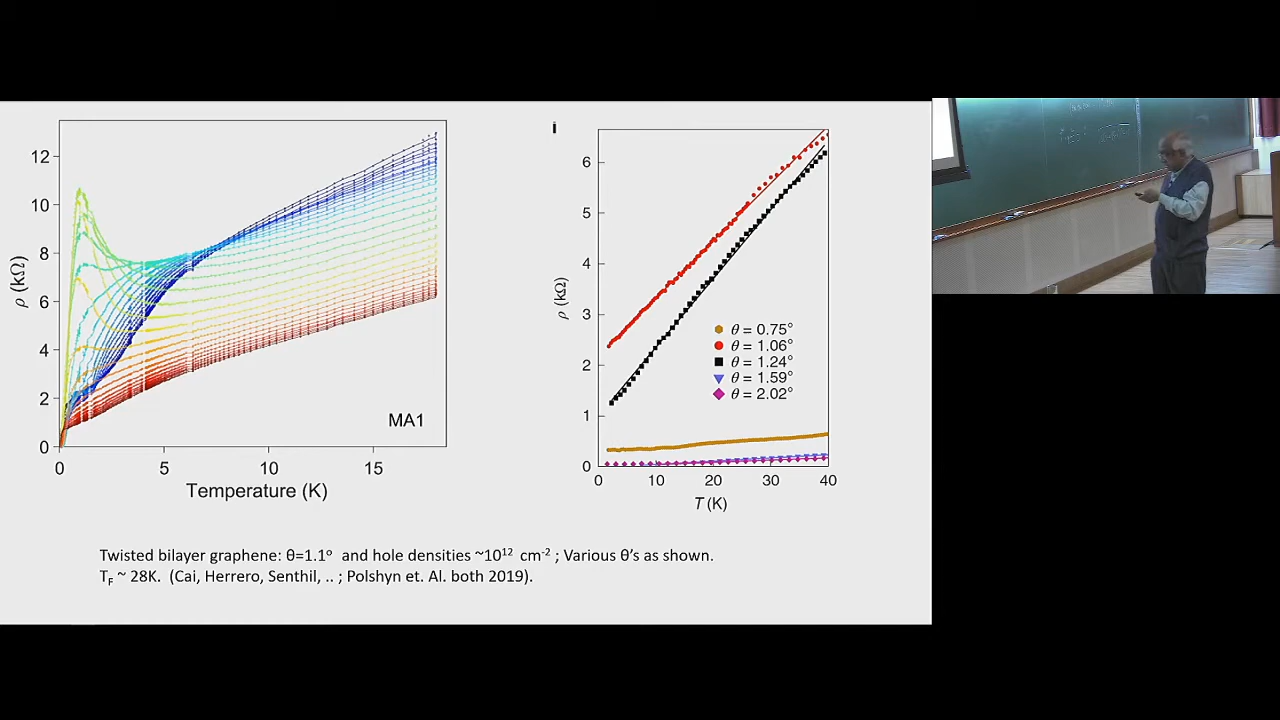 12
10
8
6
4
2
0
ρ (kΩ)
0
5
10
15
Temperature (K)
MA1
i
6
5
4
3
2
1
0
ρ (kΩ)
θ = 0.75°
θ = 1.06°
θ = 1.24°
θ = 1.59°
θ = 2.02°
0
10
20
30
40
T (K)
Twisted bilayer graphene: θ=1.1° and hole densities ~10¹² cm⁻² ; Various θ's as shown.
T_F ~ 28K. (Cai, Herrero, Senthil, .. ; Polshyn et. Al. both 2019).